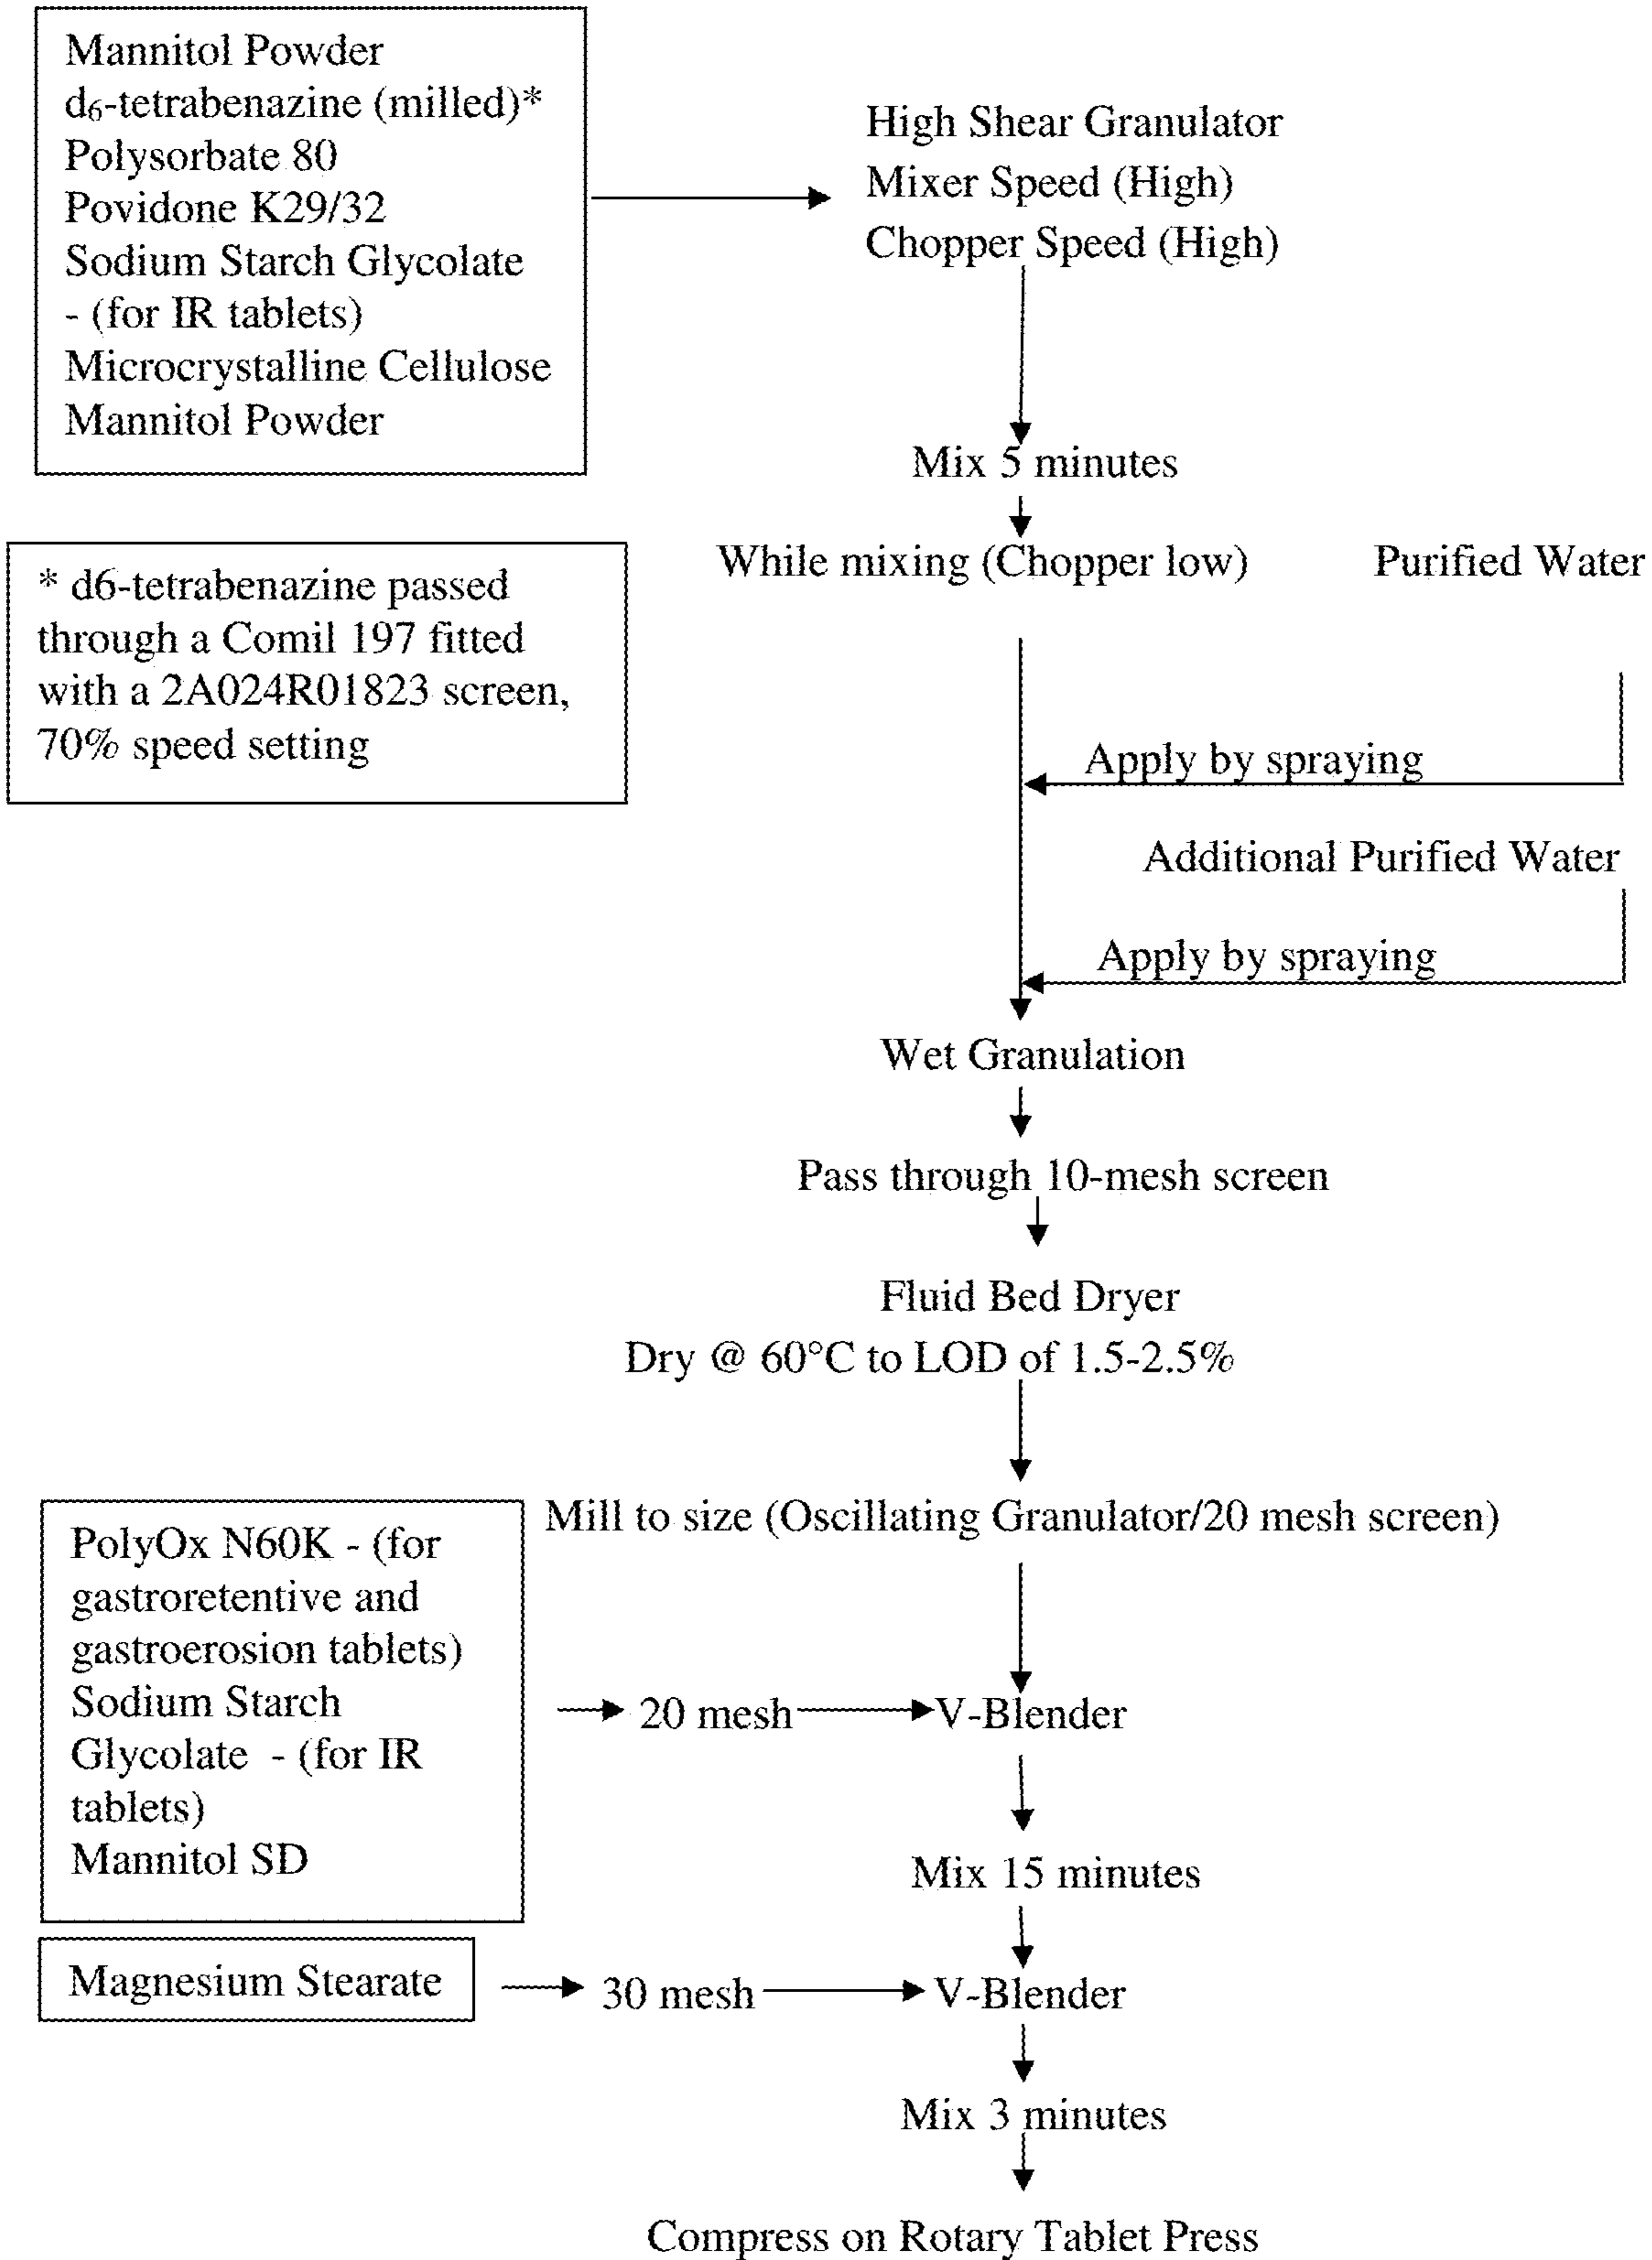 Mannitol Powder
d₆-tetrabenazine (milled)*
Polysorbate 80
Povidone K29/32
Sodium Starch Glycolate
- (for IR tablets)
Microcrystalline Cellulose
Mannitol Powder
High Shear Granulator
Mixer Speed (High)
Chopper Speed (High)
Mix 5 minutes
* d6-tetrabenazine passed
through a Comil 197 fitted
with a 2A024R01823 screen,
70% speed setting
While mixing (Chopper low)
Purified Water
Apply by spraying
Additional Purified Water
Apply by spraying
Wet Granulation
Pass through 10-mesh screen
Fluid Bed Dryer
Dry @ 60°C to LOD of 1.5-2.5%
Mill to size (Oscillating Granulator/20 mesh screen)
PolyOx N60K - (for
gastroretentive and
gastroerosion tablets)
Sodium Starch
Glycolate - (for IR
tablets)
Mannitol SD
20 mesh
V-Blender
Mix 15 minutes
Magnesium Stearate
30 mesh
V-Blender
Mix 3 minutes
Compress on Rotary Tablet Press